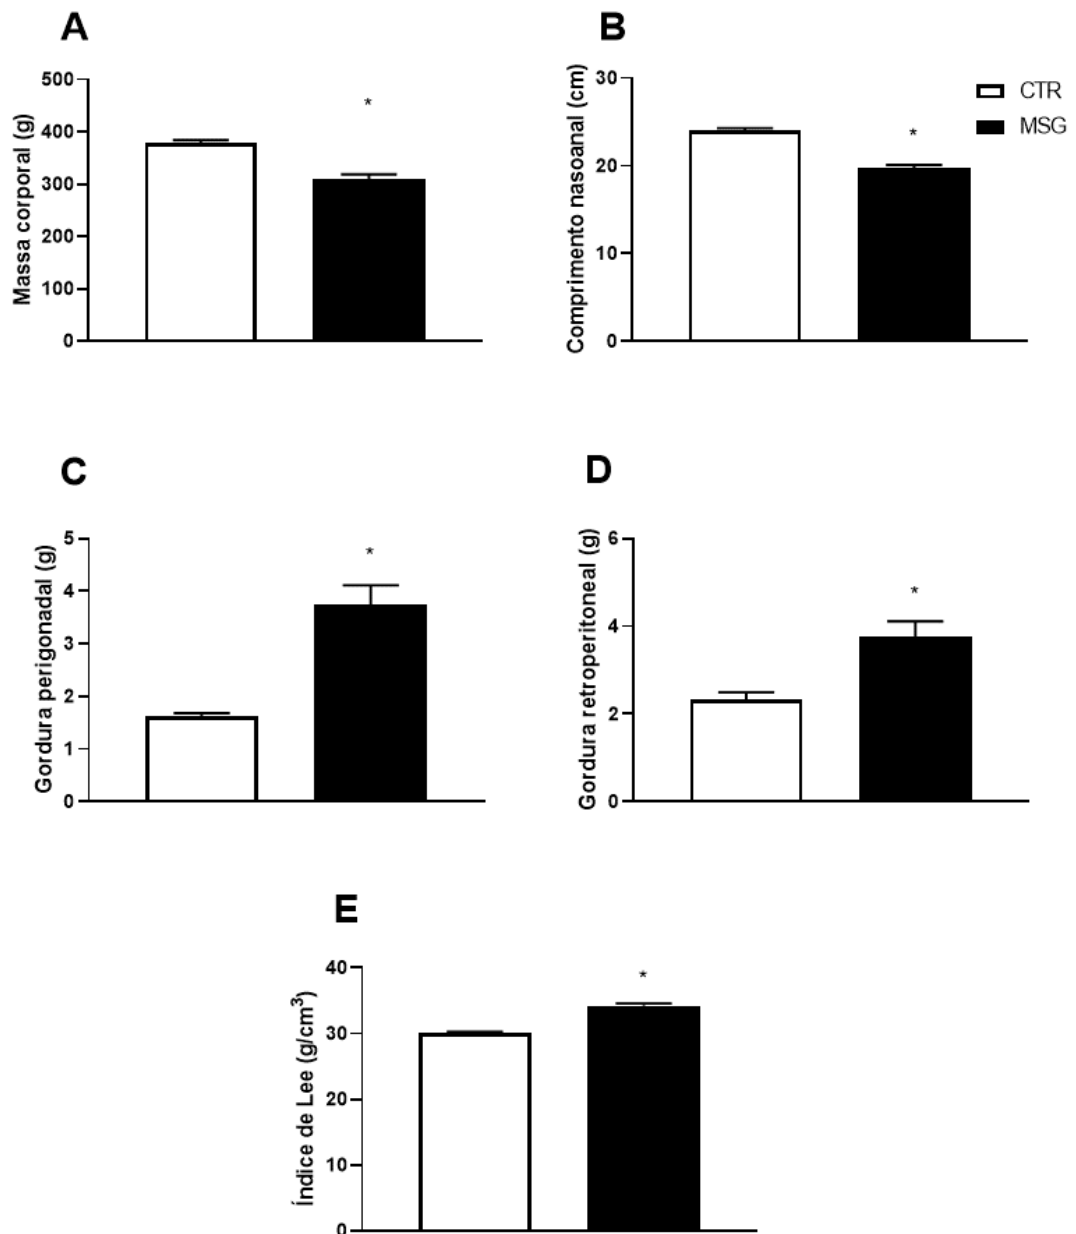 A
Massa corporal (g)
500
400
300
200
100
0
*
B
Comprimento nasoanal (cm)
30
20
10
0
*
CTR
MSG
C
Gordura perigonadal (g)
5
4
3
2
1
0
*
D
Gordura retroperitoneal (g)
6
4
2
0
*
E
Índice de Lee (g/cm³)
40
30
20
10
0
*